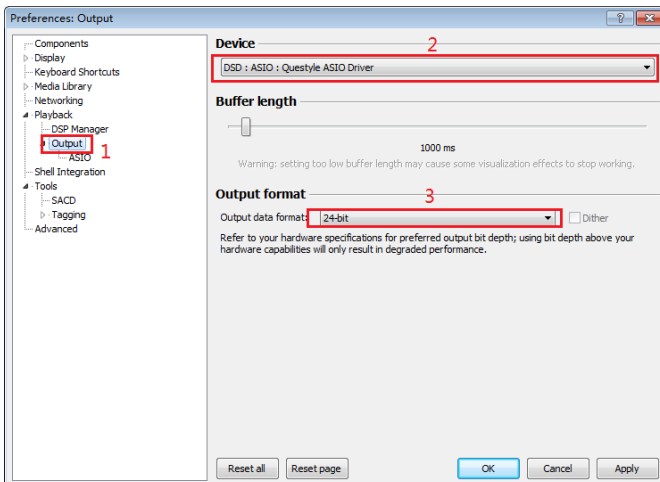 Preferences: Output
Components
Display
Keyboard Shortcuts
Media Library
Networking
Playback
DSP Manager
Output
1
ASIO
Shell Integration
Tools
SACD
Tagging
Advanced
Device
2
DSD : ASIO : Questyle ASIO Driver
Buffer length
1000 ms
Warning: setting too low buffer length may cause some visualization effects to stop working.
Output format
3
Output data format: 24-bit Dither
Refer to your hardware specifications for preferred output bit depth; using bit depth above your
hardware capabilities will only result in degraded performance.
Reset all Reset page OK Cancel Apply